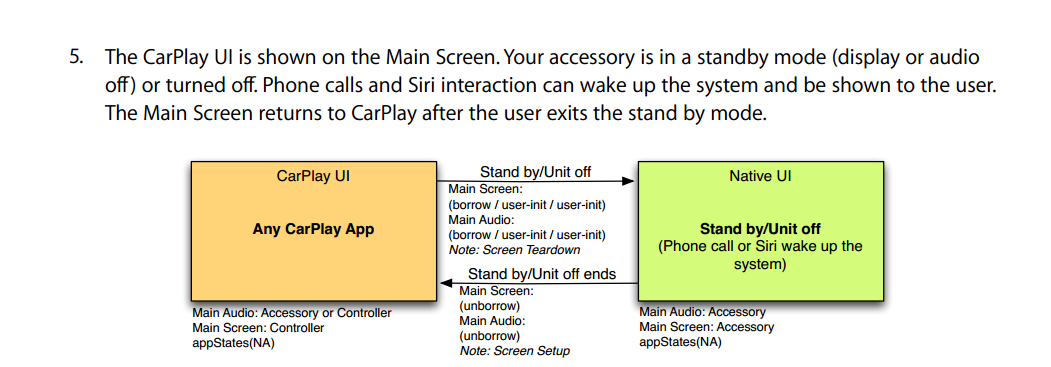 5. The CarPlay UI is shown on the Main Screen. Your accessory is in a standby mode (display or audio
off) or turned off. Phone calls and Siri interaction can wake up the system and be shown to the user.
The Main Screen returns to CarPlay after the user exits the stand by mode.
CarPlay UI
Any CarPlay App
Main Audio: Accessory or Controller
Main Screen: Controller
appStates(NA)
Stand by/Unit off
Main Screen:
(borrow / user-init / user-init)
Main Audio:
(borrow / user-init / user-init)
Note: Screen Teardown
Stand by/Unit off ends
Main Screen:
(unborrow)
Main Audio:
(unborrow)
Note: Screen Setup
Native UI
Stand by/Unit off
(Phone call or Siri wake up the
system)
Main Audio: Accessory
Main Screen: Accessory
appStates(NA)